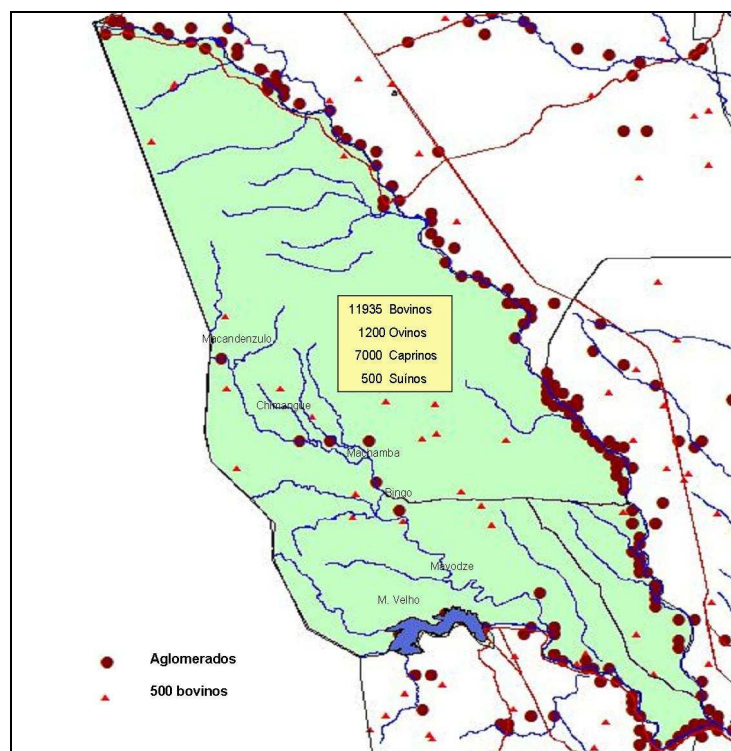 11935 Bovinos
1200 Ovinos
7000 Caprinos
500 Suínos
Macandenzulo
Chimangue
Machamba
Bingo
Mavodze
M. Velho
Aglomerados
500 bovinos